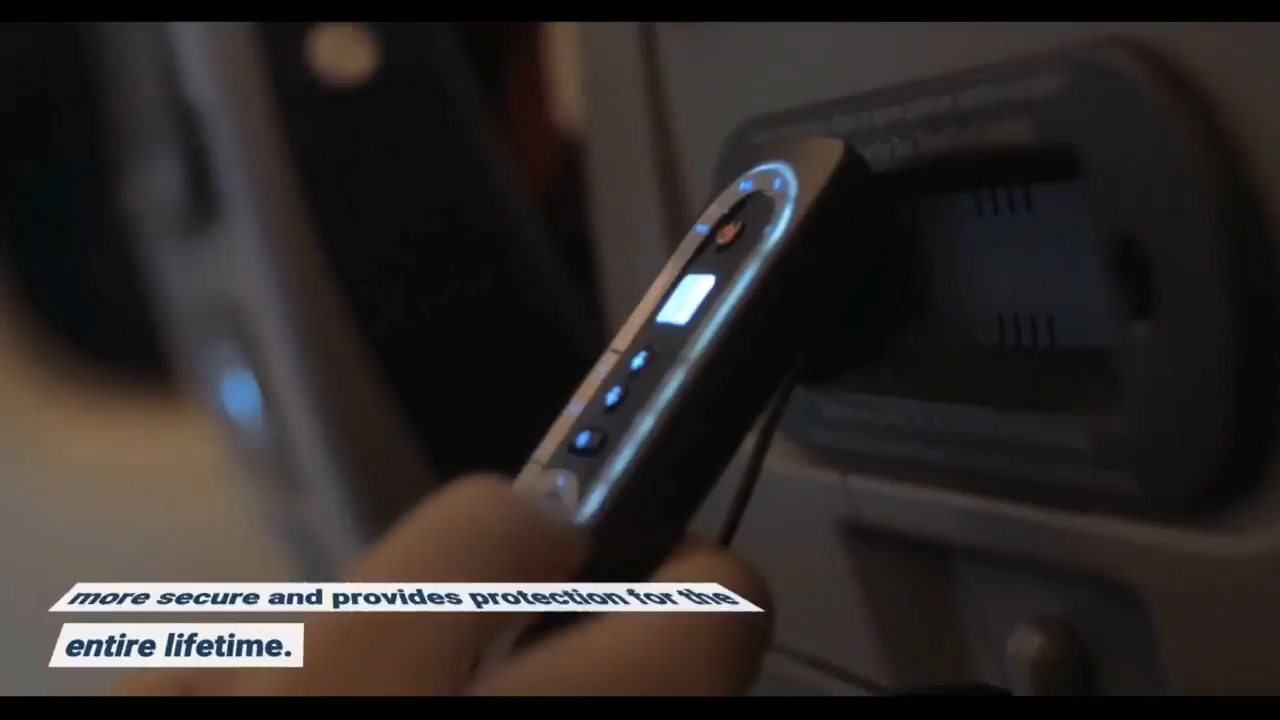 more secure and provides protection for the
entire lifetime.